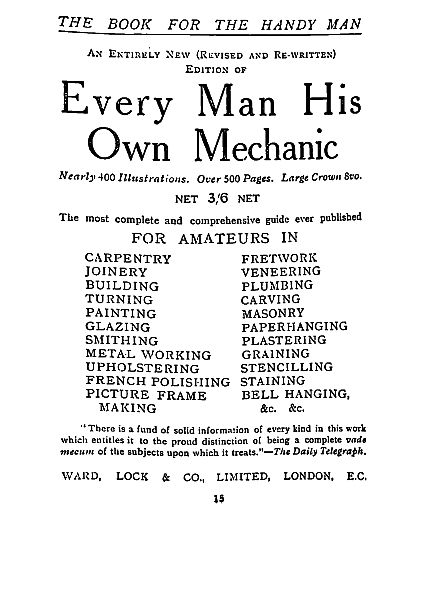 THE BOOK FOR THE HANDY MAN
AN ENTIRELY NEW (REVISED AND RE-WRITTEN)
EDITION OF
Every Man His
Own Mechanic
Nearly 400 Illustrations. Over 500 Pages. Large Crown 8vo.
NET 3/6 NET
The most complete and comprehensive guide ever published
FOR AMATEURS IN
CARPENTRY
JOINERY
BUILDING
TURNING
PAINTING
GLAZING
SMITHING
METAL WORKING
UPHOLSTERING
FRENCH POLISHING
PICTURE FRAME
MAKING
FRETWORK
VENEERING
PLUMBING
CARVING
MASONRY
PAPERHANGING
PLASTERING
GRAINING
STENCILLING
STAINING
BELL HANGING,
&c. &c.
"There is a fund of solid information of every kind in this work
which entitles it to the proud distinction of being a complete vade
mecum of the subjects upon which it treats."—The Daily Telegraph.
WARD, LOCK & CO., LIMITED, LONDON, E.C.
15